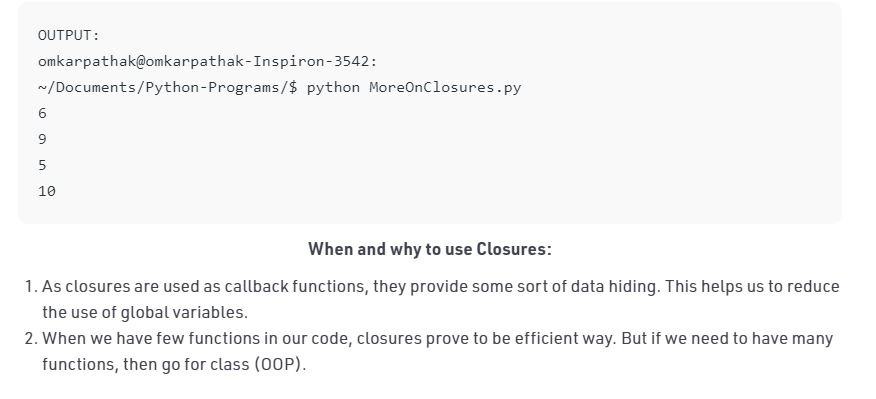 OUTPUT:
omkarpathak@omkarpathak-Inspiron-3542:
~/Documents/Python-Programs/$ python MoreOnClosures.py
6
9
5
10
When and why to use Closures:
1. As closures are used as callback functions, they provide some sort of data hiding. This helps us to reduce
the use of global variables.
2. When we have few functions in our code, closures prove to be efficient way. But if we need to have many
functions, then go for class (OOP).